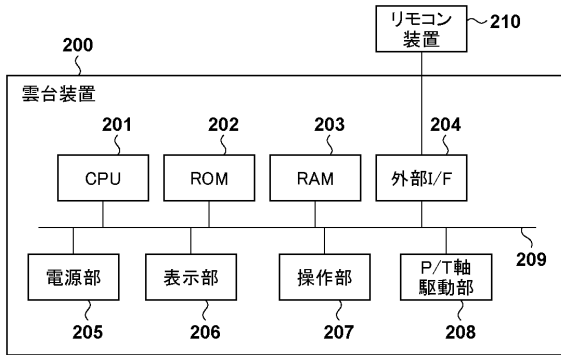 リモコン
装置
210
200
雲台装置
201
202
203
204
CPU
ROM
RAM
外部I/F
209
電源部
表示部
操作部
P/T軸
駆動部
205
206
207
208